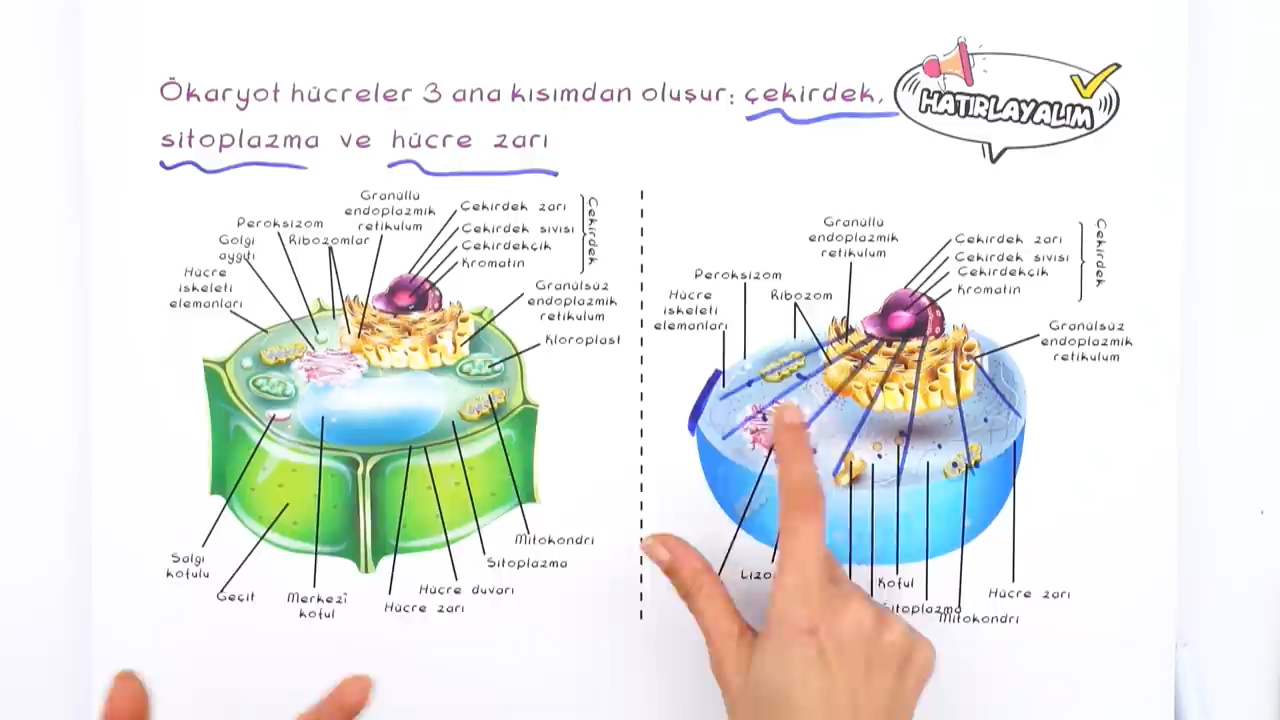 Ökaryot hücreler 3 ana kısımdan oluşur: çekirdek,
sitoplazma ve hücre zarı
HATIRLAYALIM
Granüllü
endoplazmik
retikulum
Peroksizom
Ribozomlar
Golgi
aygıtı
Hücre
iskeleti
elemanları
Çekirdek zarı
Çekirdek sıvısı
Çekirdekçik
Kromatin
Çekirdek
Granülsüz
endoplazmik
retikulum
Kloroplast
Mitokondri
Sitoplazma
Hücre duvarı
Hücre zarı
Merkezî
koful
Geçit
Salgı
kofulu
Granüllü
endoplazmik
retikulum
Peroksizom
Hücre
iskeleti
elemanları
Ribozom
Çekirdek zarı
Çekirdek sıvısı
Çekirdekçik
Kromatin
Çekirdek
Granülsüz
endoplazmik
retikulum
Koful
Sitoplazma
Mitokondri
Hücre zarı